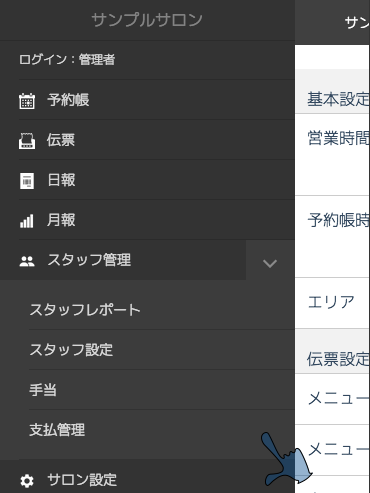 サンプルサロン
ログイン：管理者
予約帳
伝票
日報
月報
スタッフ管理
スタッフレポート
スタッフ設定
手当
支払管理
サロン設定
サン
基本設定
営業時間
予約帳時
エリア
伝票設定
メニュー
メニュー